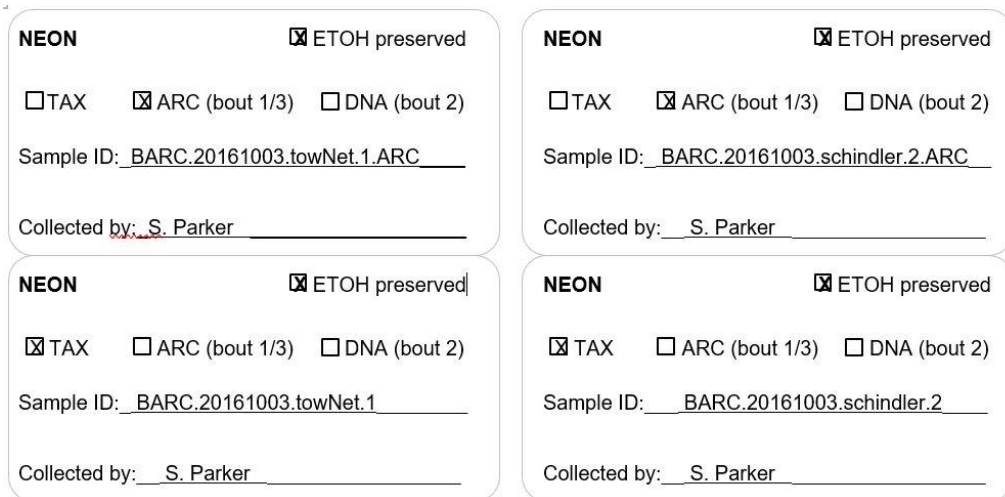 NEON ☒ ETOH preserved
☐ TAX ☒ ARC (bout 1/3) ☐ DNA (bout 2)
Sample ID: BARC.20161003.towNet.1.ARC
Collected by: S. Parker
NEON ☒ ETOH preserved
☐ TAX ☒ ARC (bout 1/3) ☐ DNA (bout 2)
Sample ID: BARC.20161003.schindler.2.ARC
Collected by: S. Parker
NEON ☒ ETOH preserved
☒ TAX ☐ ARC (bout 1/3) ☐ DNA (bout 2)
Sample ID: BARC.20161003.towNet.1
Collected by: S. Parker
NEON ☒ ETOH preserved
☒ TAX ☐ ARC (bout 1/3) ☐ DNA (bout 2)
Sample ID: BARC.20161003.schindler.2
Collected by: S. Parker